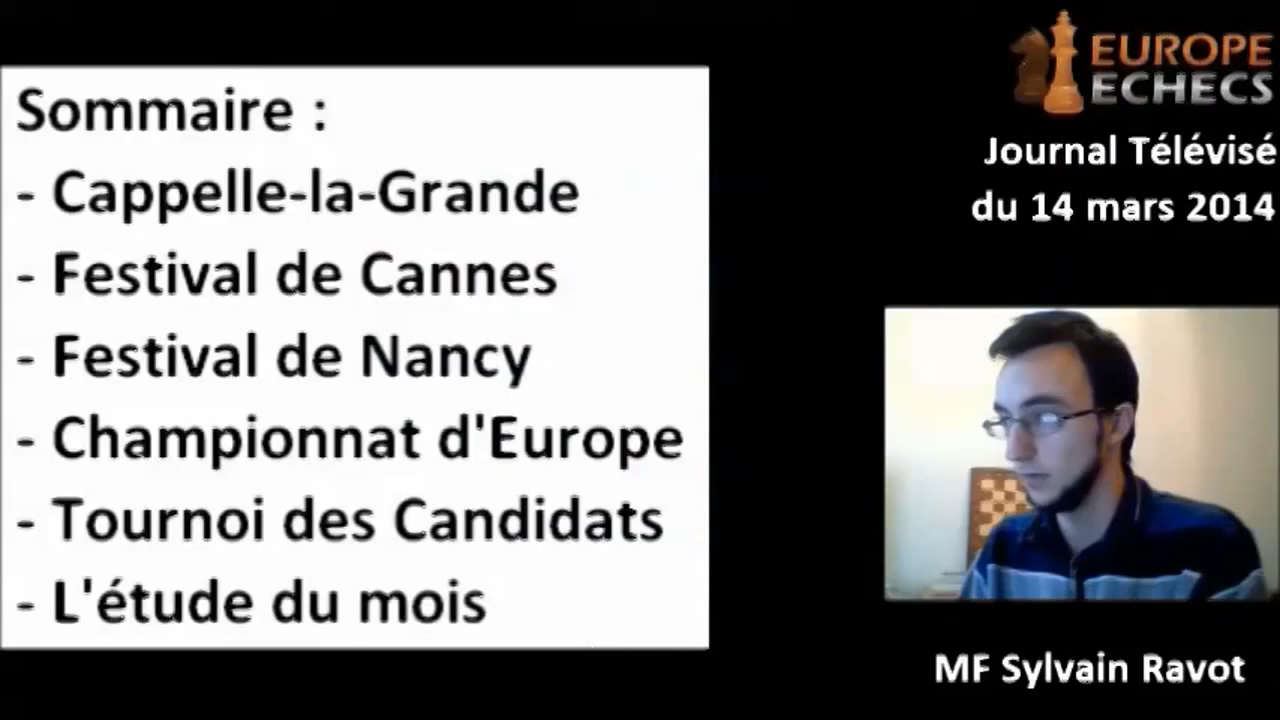 Sommaire :
- Cappelle-la-Grande
- Festival de Cannes
- Festival de Nancy
- Championnat d'Europe
- Tournoi des Candidats
- L'étude du mois
EUROPE
ECHECS
Journal Télévisé
du 14 mars 2014
MF Sylvain Ravot